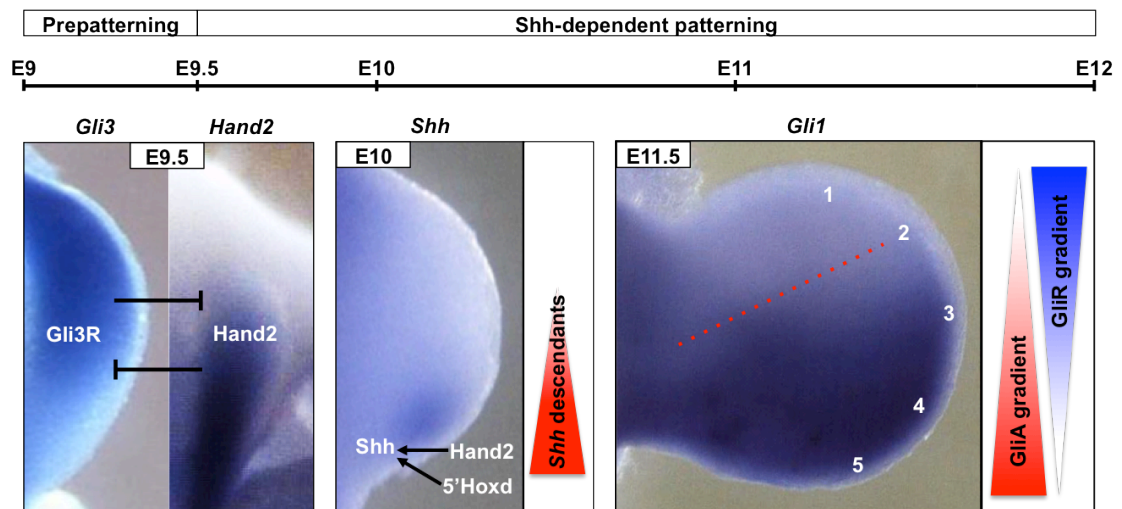 Prepatterning
Shh-dependent patterning
E9
E9.5
E10
E11
E12
Gli3
Hand2
Shh
Gli1
E9.5
E10
E11.5
Gli3R
Hand2
Shh
Hand2
5'Hoxd
Shh descendants
1
2
3
4
5
GliA gradient
GliR gradient